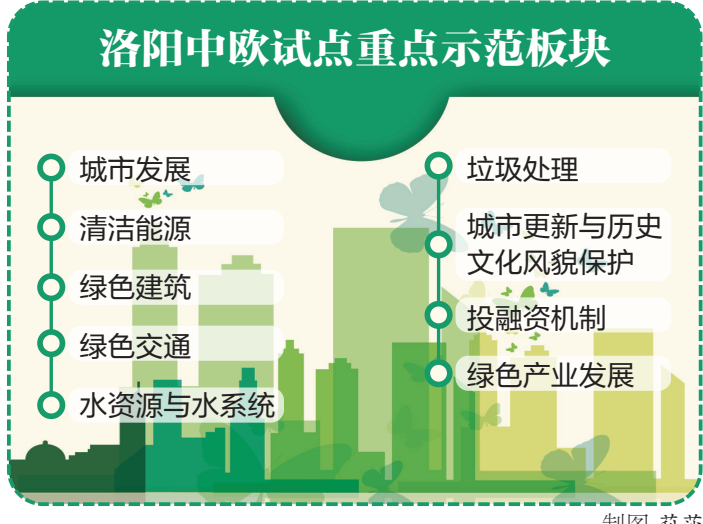 洛阳中欧试点重点示范板块
城市发展
清洁能源
绿色建筑
绿色交通
水资源与水系统
垃圾处理
城市更新与历史
文化风貌保护
投融资机制
绿色产业发展
制图